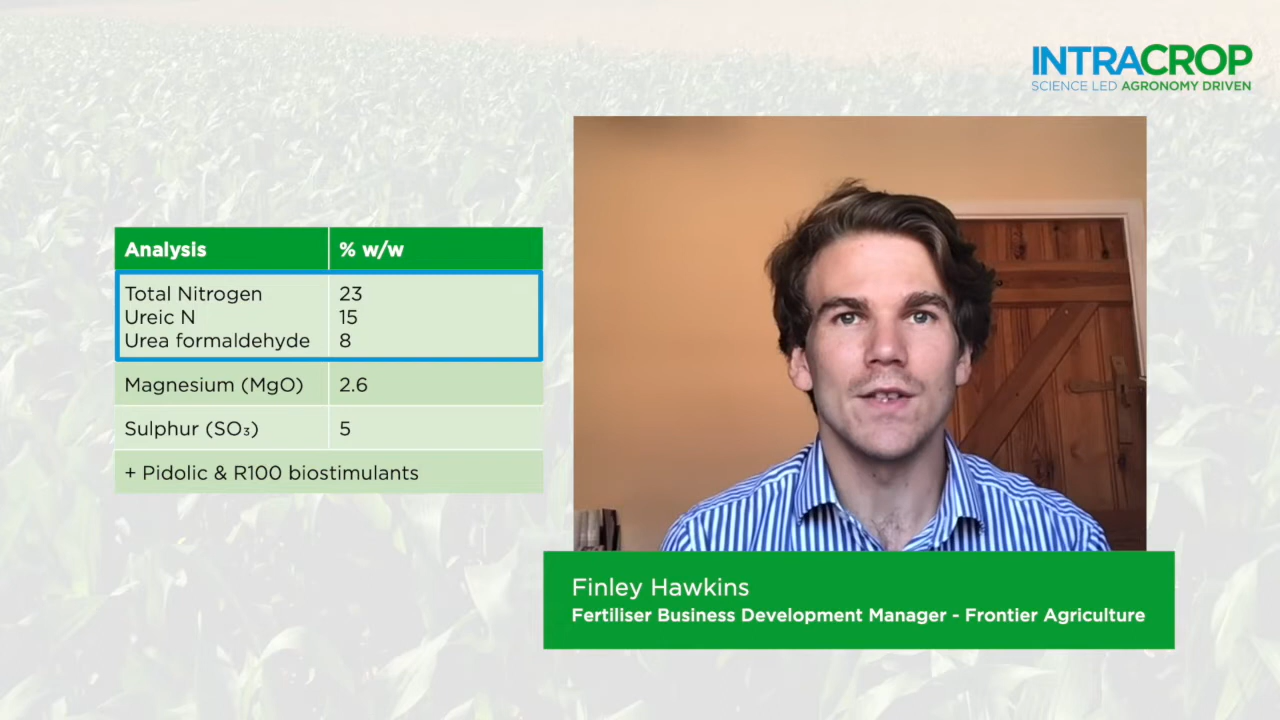 INTRACROP
SCIENCE LED AGRONOMY DRIVEN
Analysis % w/w
Total Nitrogen 23
Ureic N 15
Urea formaldehyde 8
Magnesium (MgO) 2.6
Sulphur (SO₃) 5
+ Pidolic & R100 biostimulants
Finley Hawkins
Fertiliser Business Development Manager - Frontier Agriculture